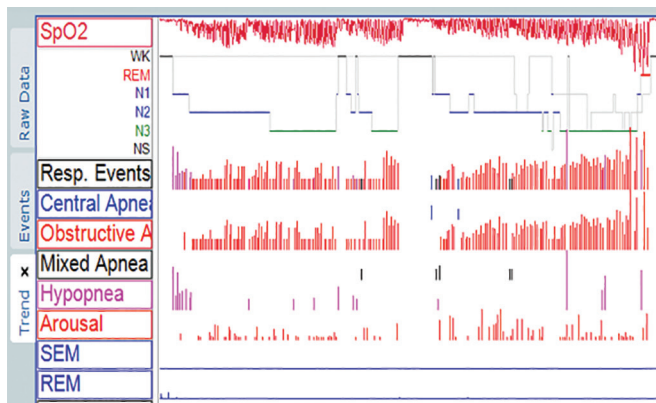 SpO2
WK
REM
N1
N2
N3
NS
Resp. Events
Central Apnea
Obstructive A
Mixed Apnea
Hypopnea
Arousal
SEM
REM
Raw Data
Events
Trend x